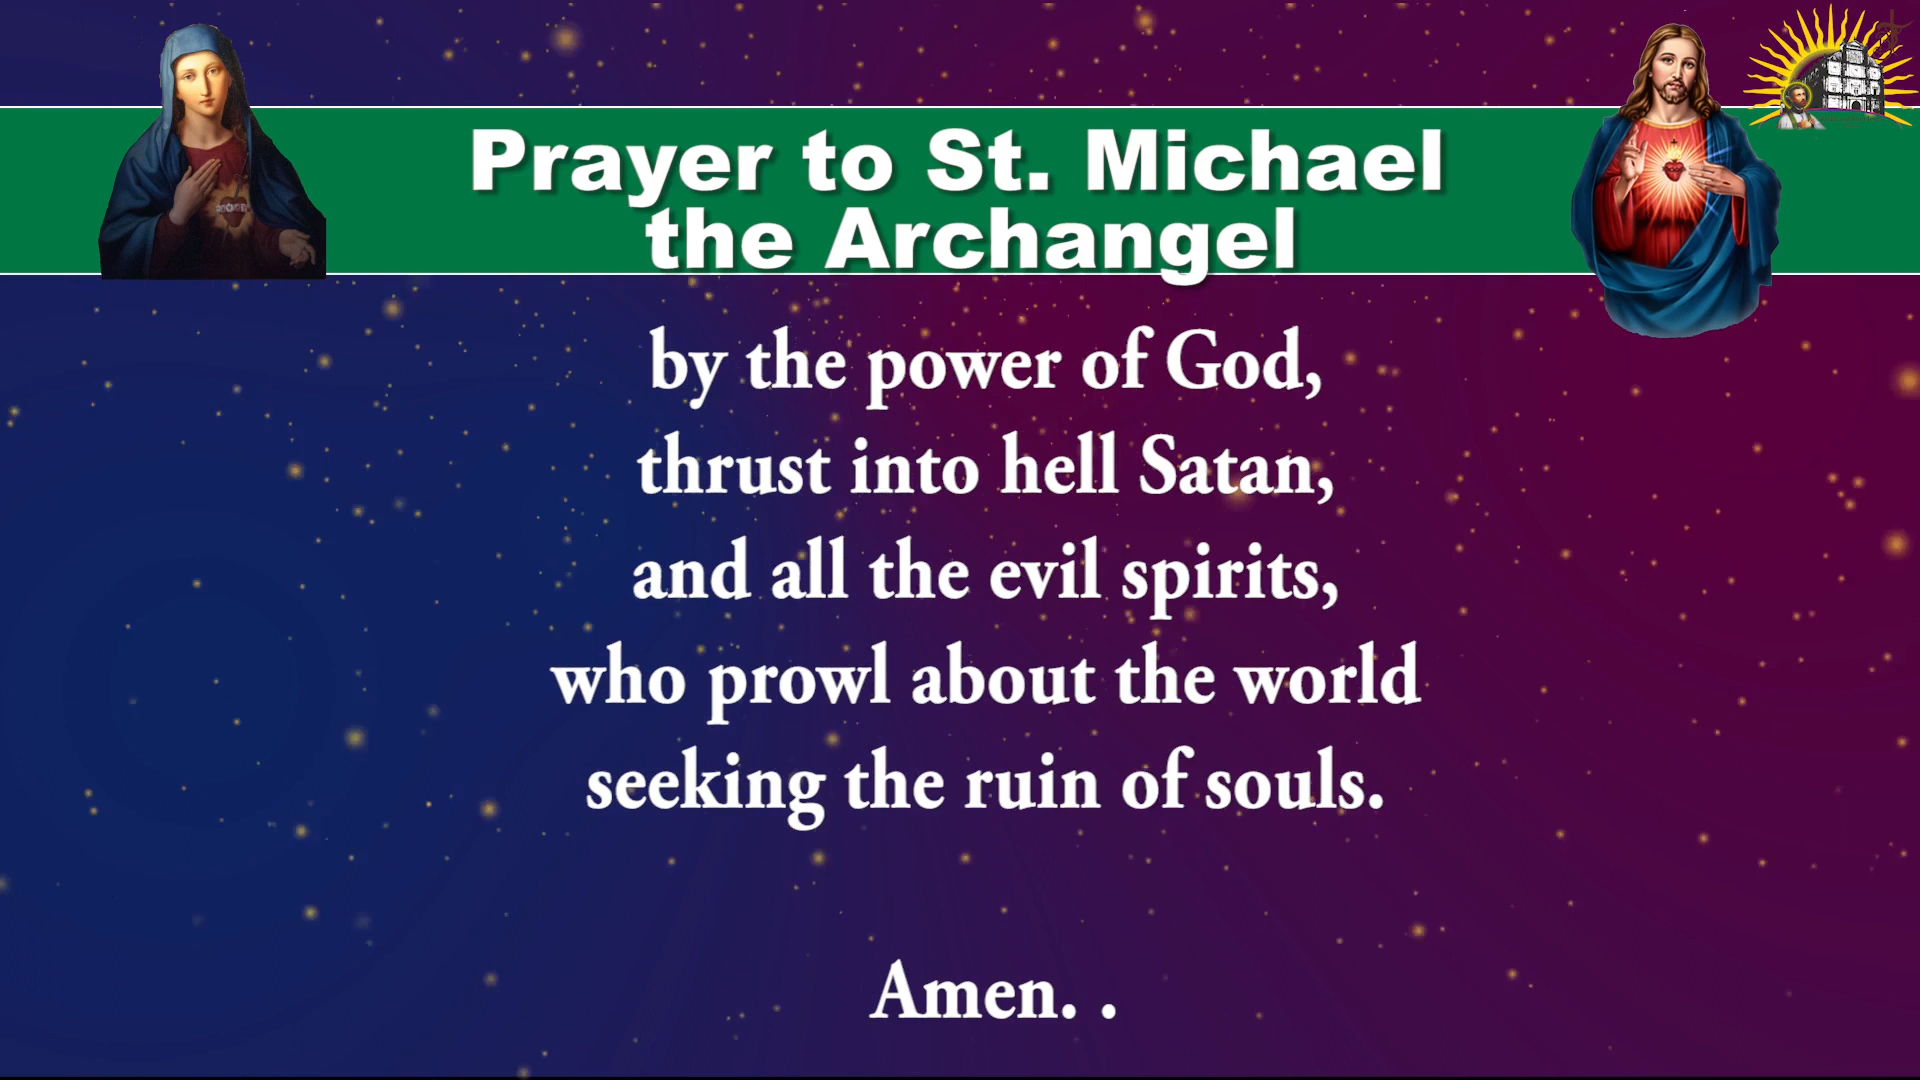 Prayer to St. Michael
the Archangel
by the power of God,
thrust into hell Satan,
and all the evil spirits,
who prowl about the world
seeking the ruin of souls.
Amen. .